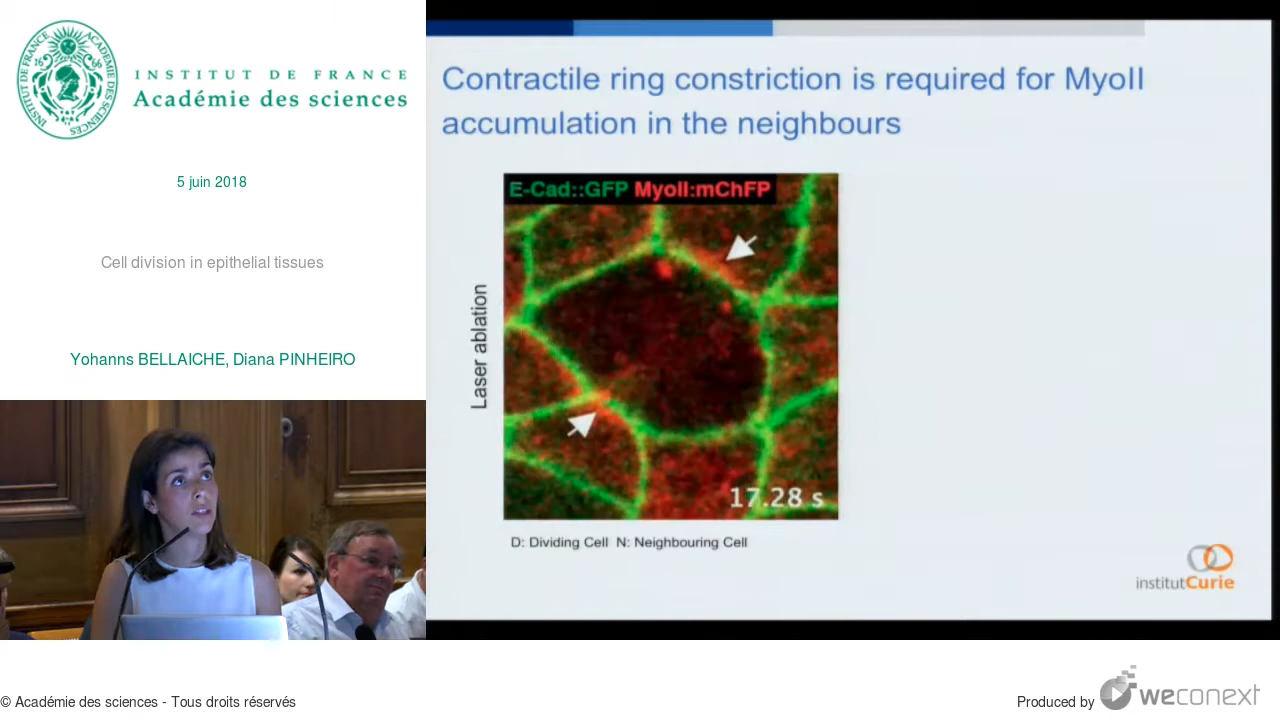 INSTITUT DE FRANCE
Académie des sciences
5 juin 2018
Cell division in epithelial tissues
Yohanns BELLAICHE, Diana PINHEIRO
Contractile ring constriction is required for MyoII
accumulation in the neighbours
E-Cad::GFP MyoII:mChFP
Laser ablation
17.28 s
D: Dividing Cell N: Neighbouring Cell
institutCurie
© Académie des sciences - Tous droits réservés
Produced by weconext